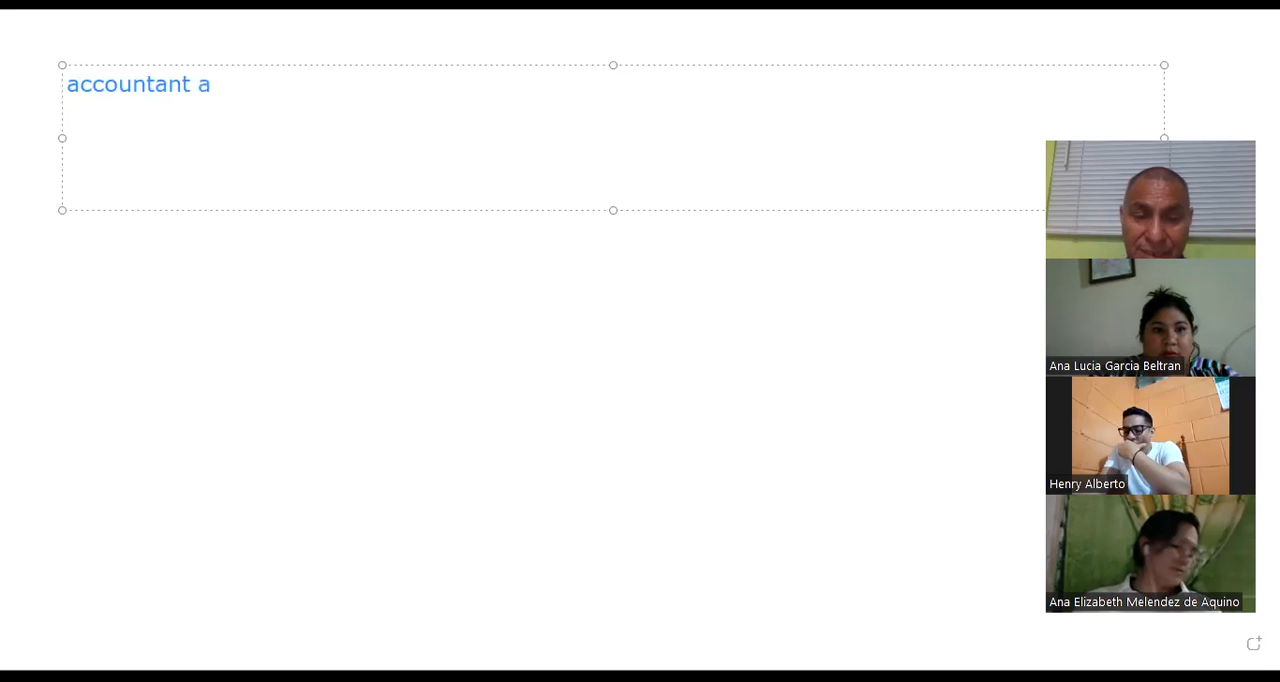 accountant a
Ana Lucia Garcia Beltran
Henry Alberto
Ana Elizabeth Melendez de Aquino